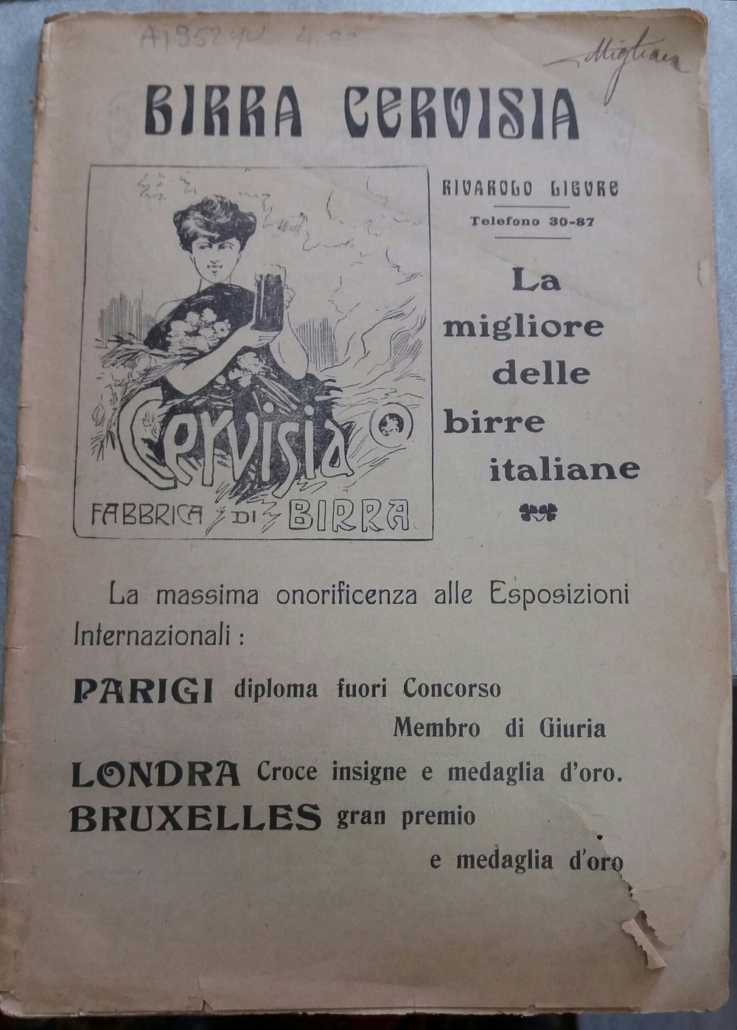 BIRRA CERVISIA
RIVAROLO LIGURE
Telefono 30-87
La
migliore
delle
birre
italiane
Cervisia
FABBRICA DI BIRRA
La massima onorificenza alle Esposizioni
Internazionali :
PARIGI diploma fuori Concorso
Membro di Giuria
LONDRA Croce insigne e medaglia d'oro.
BRUXELLES gran premio
e medaglia d'oro